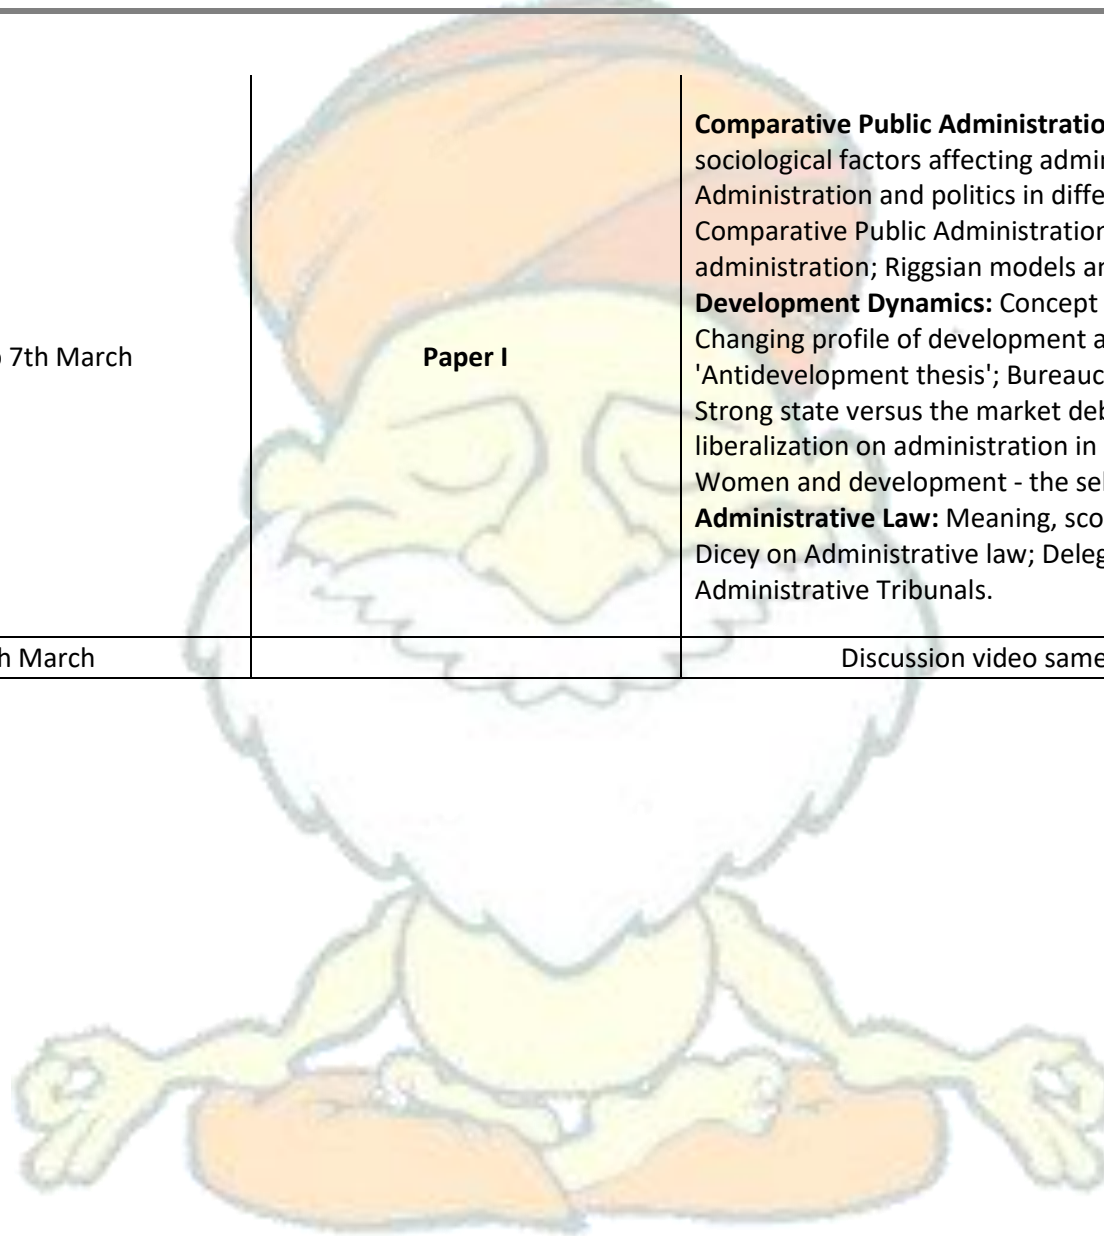 Comparative Public Administratio
sociological factors affecting admi
Administration and politics in diffe
Comparative Public Administration
administration; Riggsian models a
Development Dynamics: Concept
Changing profile of development a
7th March
Paper I
'Antidevelopment thesis'; Bureauc
Strong state versus the market deb
liberalization on administration in
Women and development - the sel
Administrative Law: Meaning, sco
Dicey on Administrative law; Deleg
Administrative Tribunals.
h March
Discussion video same